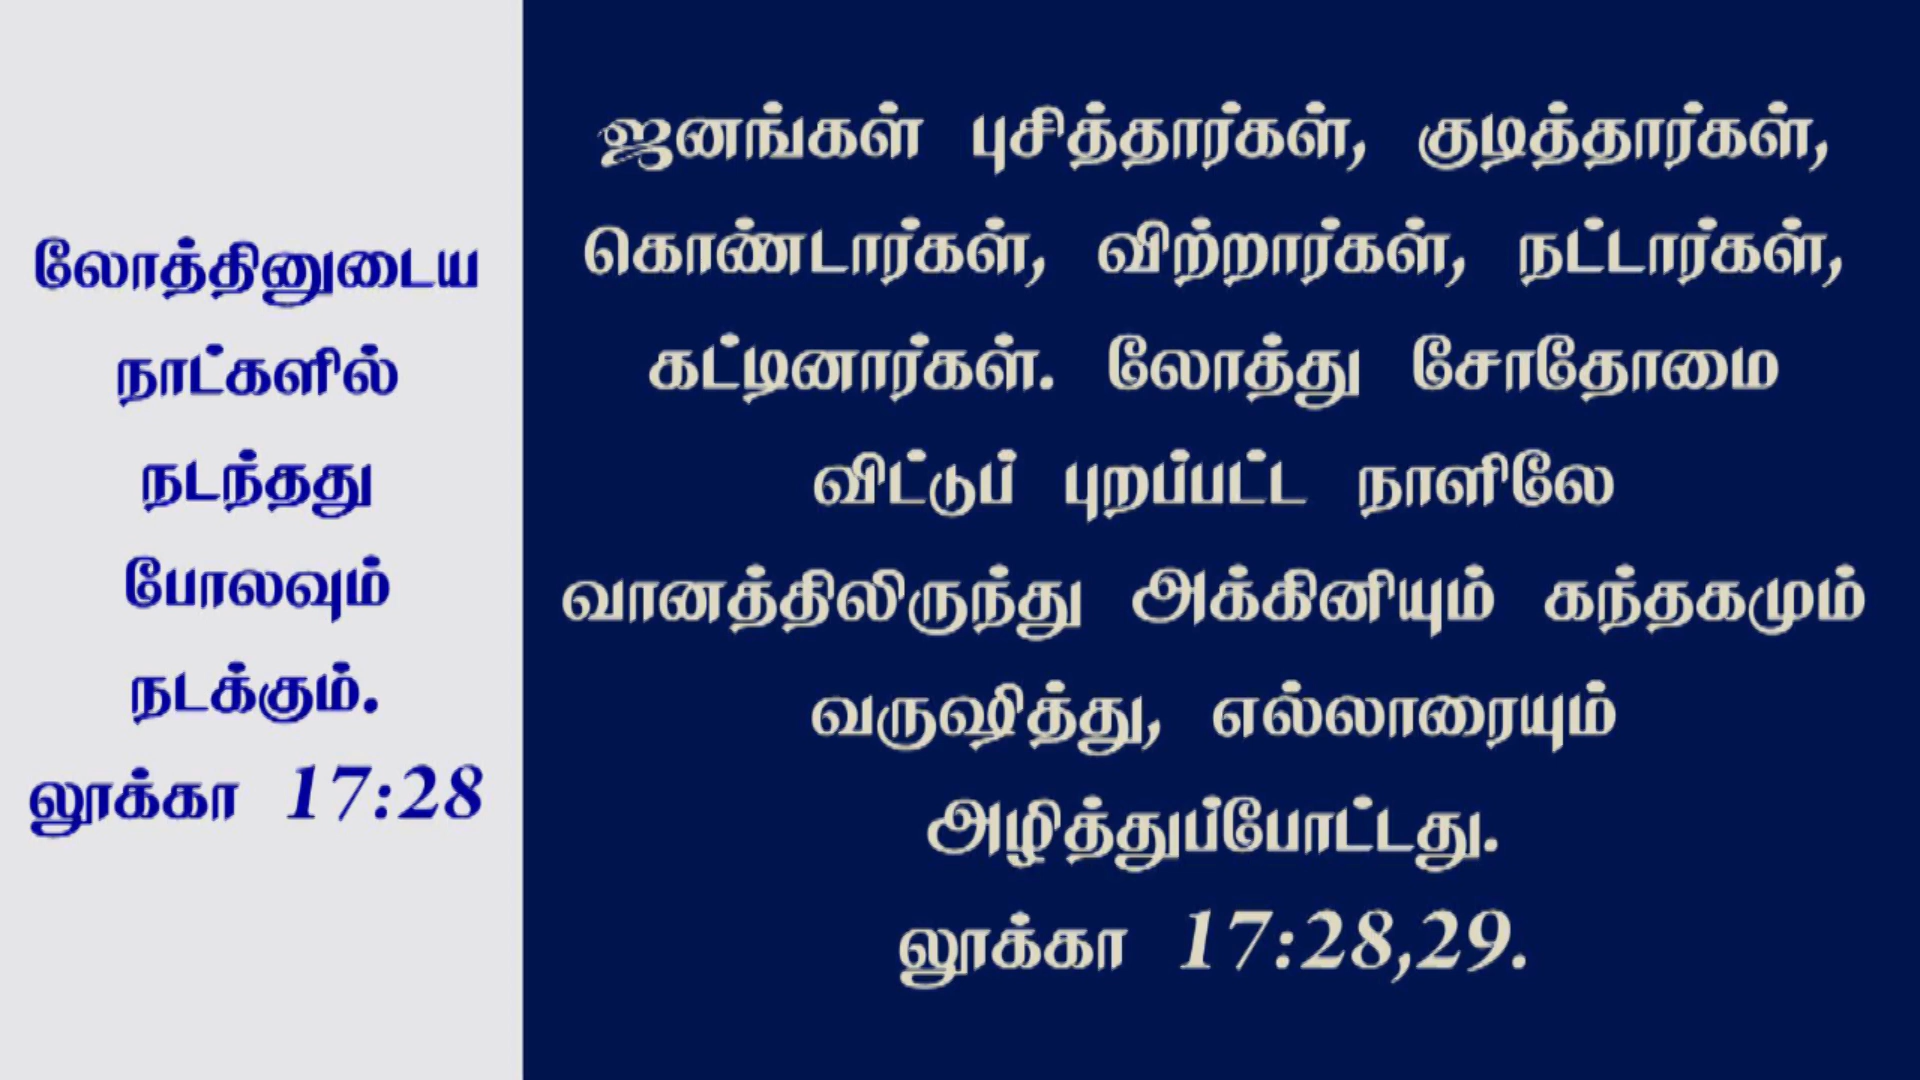 லோத்தினுடைய
நாட்களில்
நடந்தது
போலவும்
நடக்கும்.
லூக்கா 17:28
ஜனங்கள் புசித்தார்கள், குடித்தார்கள்,
கொண்டார்கள், விற்றார்கள், நட்டார்கள்,
கட்டினார்கள். லோத்து சோதோமை
விட்டுப் புறப்பட்ட நாளிலே
வானத்திலிருந்து அக்கினியும் கந்தகமும்
வருஷித்து, எல்லாரையும்
அழித்துப்போட்டது.
லூக்கா 17:28,29.